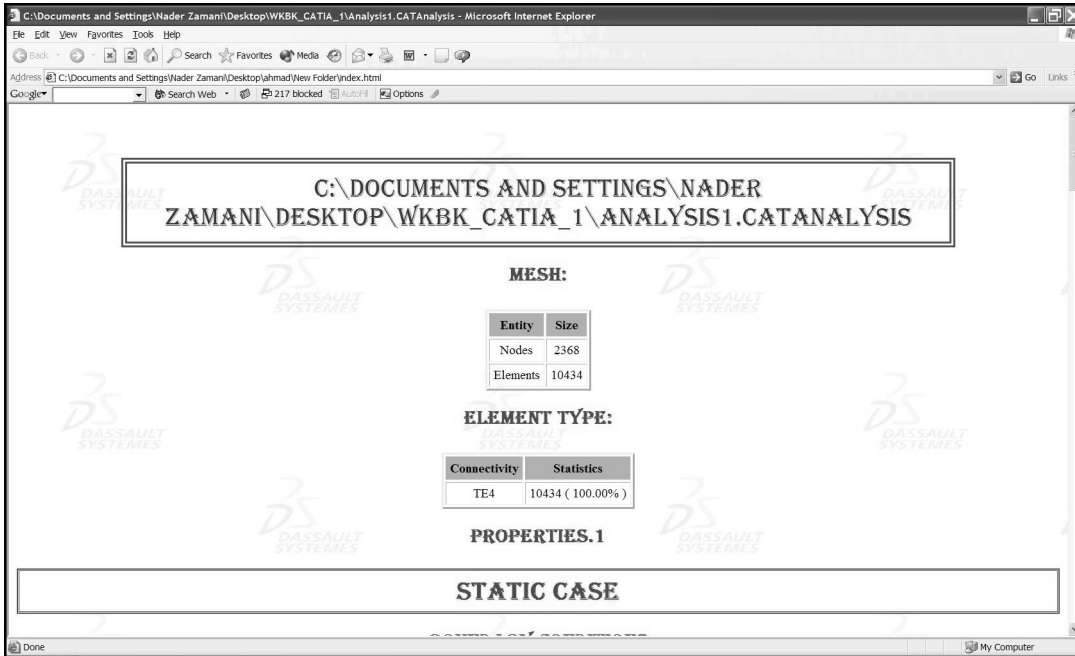 C:\Documents and Settings\Nader Zamani\Desktop\WKBK_CATIA_1\Analysis1.CATAnalysis - Microsoft Internet Explorer
File Edit View Favorites Tools Help
Back Search Favorites Media
Address C:\Documents and Settings\Nader Zamani\Desktop\ahmad\New Folder\index.html Go Links
Google Search Web 217 blocked AutoFill Options
C:\DOCUMENTS AND SETTINGS\NADER
ZAMANI\DESKTOP\WKBK_CATIA_1\ANALYSIS1.CATANALYSIS
MESH:
Entity Size
Nodes 2368
Elements 10434
ELEMENT TYPE:
Connectivity Statistics
TE4 10434 ( 100.00% )
PROPERTIES.1
STATIC CASE
DASSAULT
SYSTEMES
Done My Computer